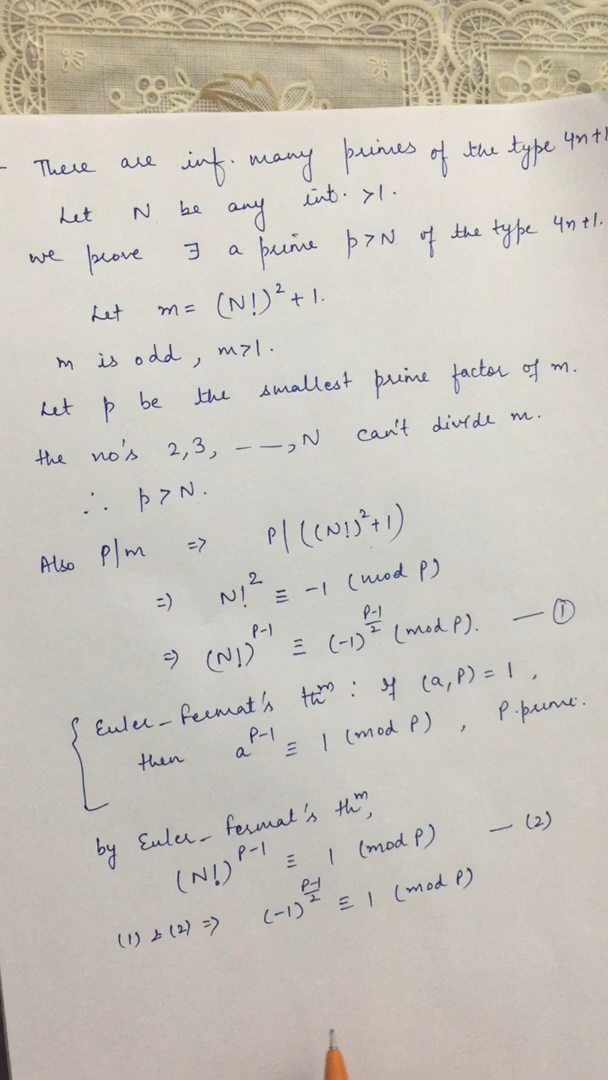 There are inf. many primes of the type 4n+1
Let N be any int. >1.
we prove ∃ a prime p>N of the type 4n+1.
Let m = (N!)² + 1.
m is odd, m>1.
Let p be the smallest prime factor of m.
the no's 2,3, - - -, N can't divide m.
∴ p>N.
Also P|m => P|((N!)²+1)
=> N!² ≡ -1 (mod P)
=> (N!)^{P-1} ≡ (-1)^{\frac{P-1}{2}} (mod P). — ①
{ Euler-Fermat's thᵐ : If (a,P)=1,
then a^{P-1} ≡ 1 (mod P), P.prime.
by Euler-Fermat's thᵐ,
(N!)^{P-1} ≡ 1 (mod P) — (2)
(1) & (2) => (-1)^{\frac{P-1}{2}} ≡ 1 (mod P)